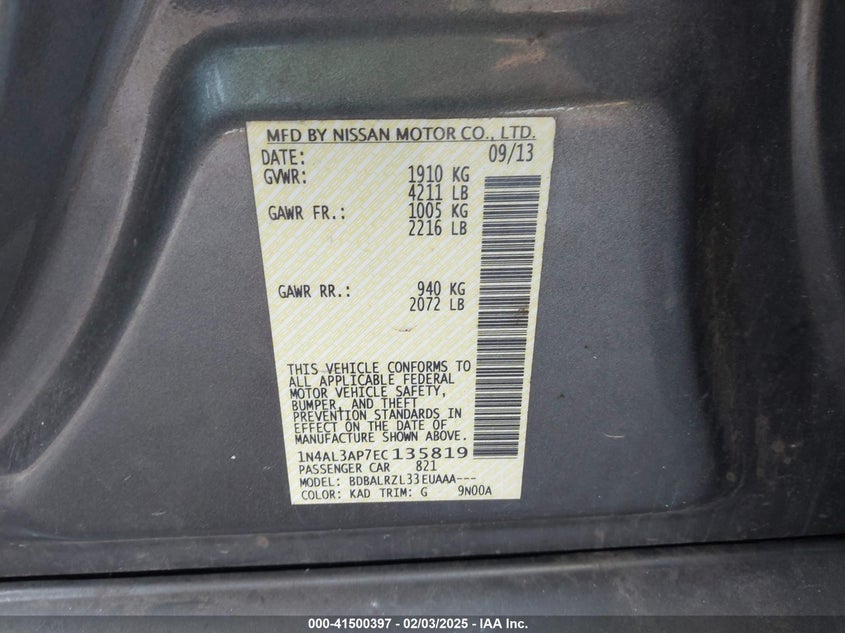 MFD BY NISSAN MOTOR CO., LTD.
DATE: 09/13
GVWR: 1910 KG
4211 LB
GAWR FR.: 1005 KG
2216 LB
GAWR RR.: 940 KG
2072 LB
THIS VEHICLE CONFORMS TO
ALL APPLICABLE FEDERAL
MOTOR VEHICLE SAFETY,
BUMPER, AND THEFT
PREVENTION STANDARDS IN
EFFECT ON THE DATE OF
MANUFACTURE SHOWN ABOVE.
1N4AL3AP7EC135819
PASSENGER CAR 821
MODEL: BDBALRZL33EUAAA---
COLOR: KAD TRIM: G 9N00A
000-41500397 - 02/03/2025 - IAA Inc.